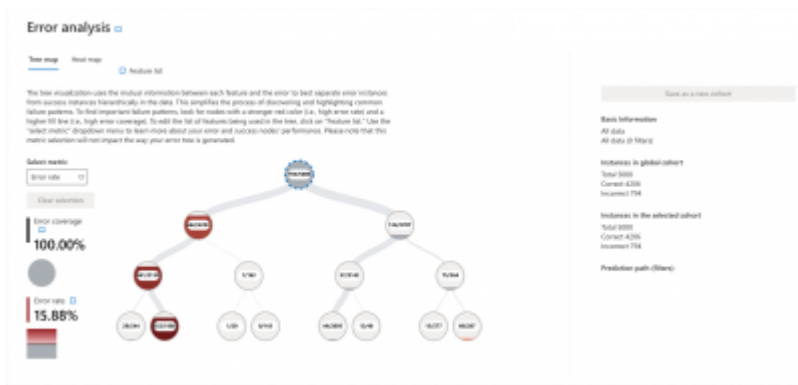 Error analysis
Tree map Heat map
Feature list
The tree visualization uses the mutual information between each feature and the error to best separate error instances
from success instances hierarchically in the data. This simplifies the process of discovering and highlighting common
failure patterns. To find important failure patterns, look for nodes with a stronger red color (i.e., high error rate) and a
higher fill line (i.e., high error coverage). To edit the list of features being used in the tree, click on "Feature list." Use the
"select metric" dropdown menu to learn more about your error and success nodes' performance. Please note that this
metric selection will not impact the way your error tree is generated.
Select metric
Error rate
Clear selection
Error coverage
100.00%
Error rate
15.88%
Save as a new cohort
Basic Information
All data
All data (0 filters)
Instances in global cohort
Total 5000
Correct 4206
Incorrect 794
Instances in the selected cohort
Total 5000
Correct 4206
Incorrect 794
Prediction path (filters)